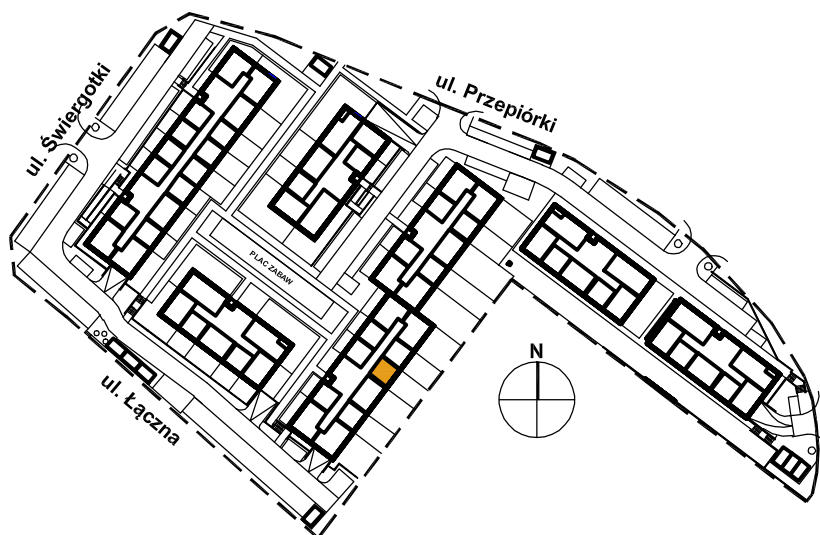 ul. Świergotki
ul. Przepiórki
PLAC ZABAW
N
ul. Łączna